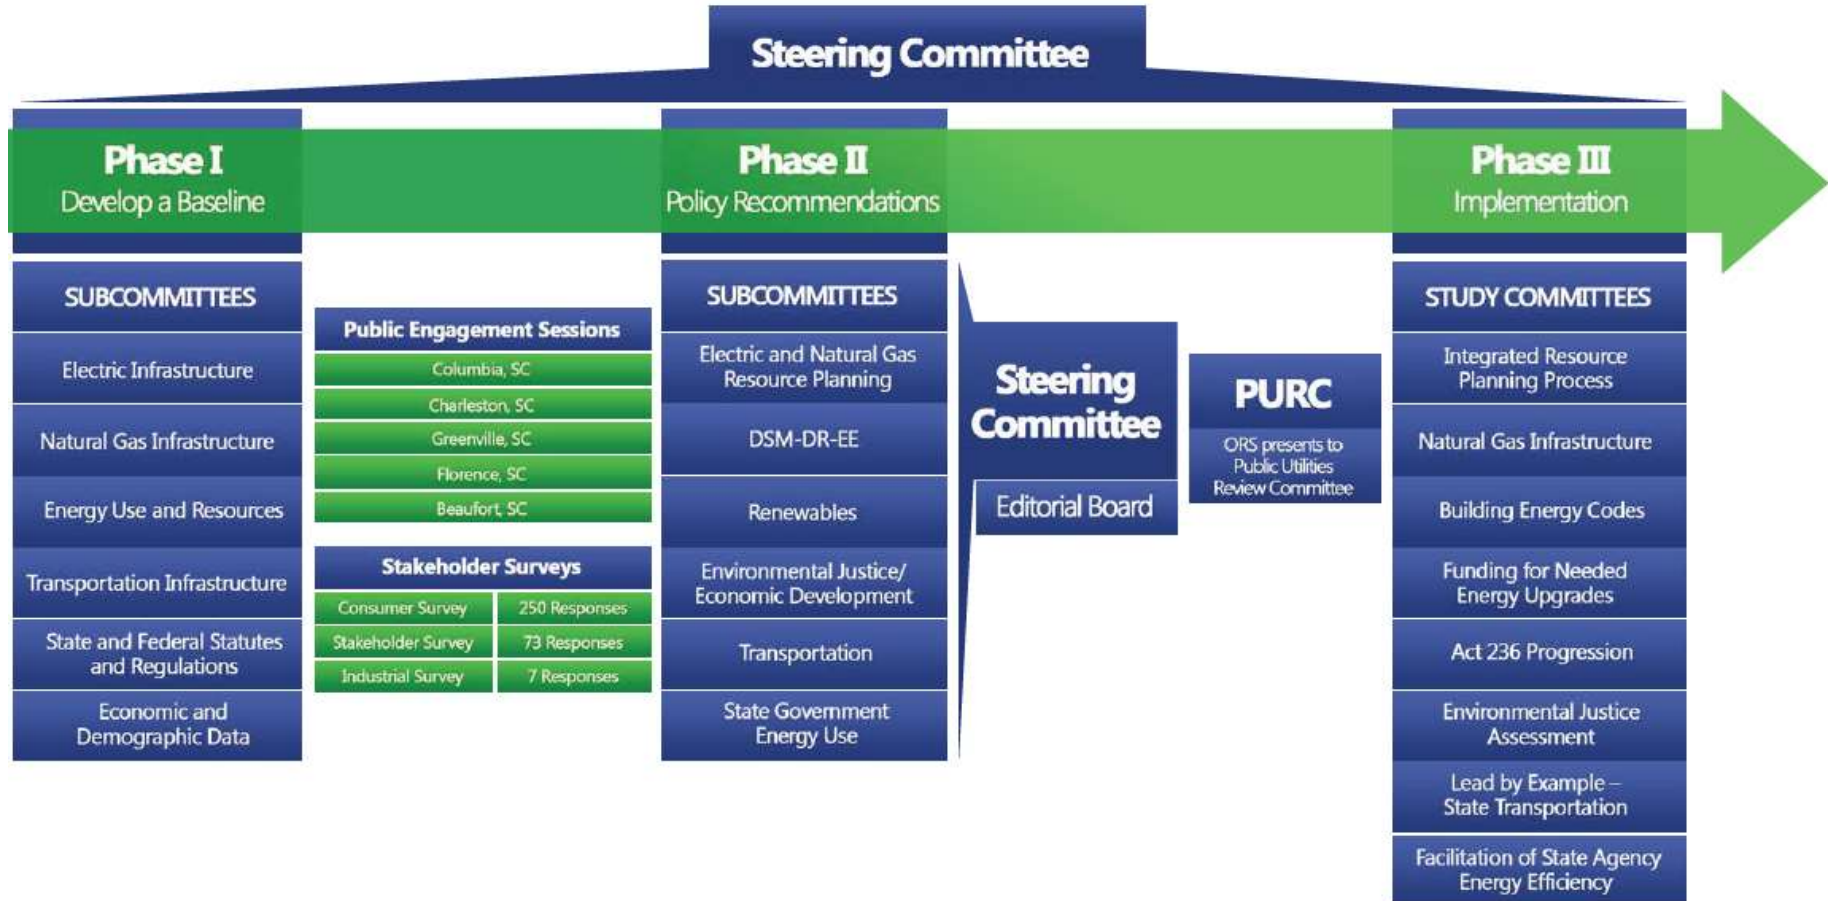 Steering Committee
Phase I
Develop a Baseline
Phase II
Policy Recommendations
Phase III
Implementation
SUBCOMMITTEES
Electric Infrastructure
Natural Gas Infrastructure
Energy Use and Resources
Transportation Infrastructure
State and Federal Statutes
and Regulations
Economic and
Demographic Data
Public Engagement Sessions
Columbia, SC
Charleston, SC
Greenville, SC
Florence, SC
Beaufort, SC
Stakeholder Surveys
Consumer Survey 250 Responses
Stakeholder Survey 73 Responses
Industrial Survey 7 Responses
SUBCOMMITTEES
Electric and Natural Gas
Resource Planning
DSM-DR-EE
Renewables
Environmental Justice/
Economic Development
Transportation
State Government
Energy Use
Steering
Committee
Editorial Board
PURC
ORS presents to
Public Utilities
Review Committee
STUDY COMMITTEES
Integrated Resource
Planning Process
Natural Gas Infrastructure
Building Energy Codes
Funding for Needed
Energy Upgrades
Act 236 Progression
Environmental Justice
Assessment
Lead by Example –
State Transportation
Facilitation of State Agency
Energy Efficiency